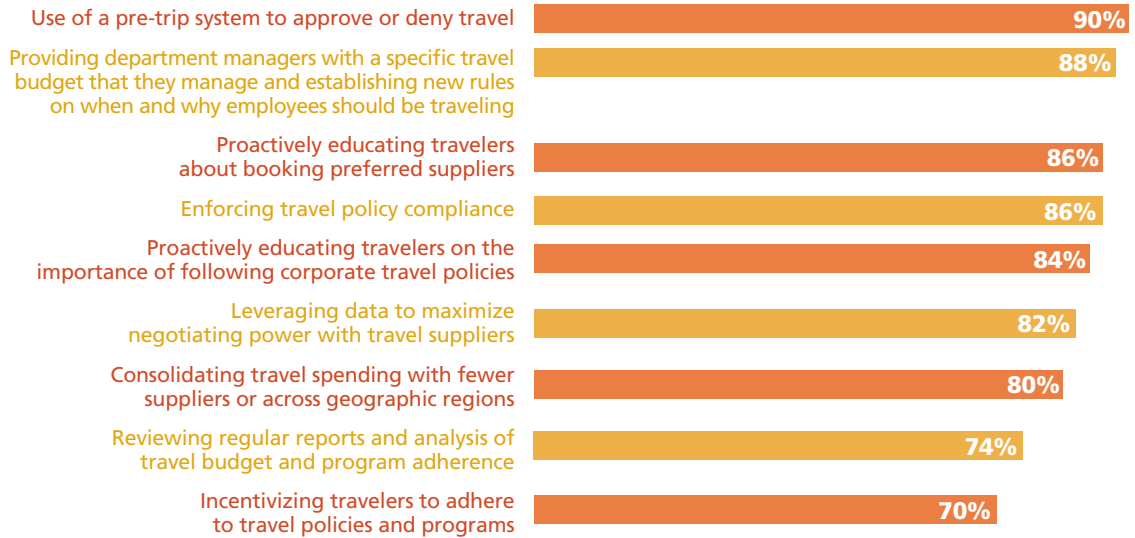 Use of a pre-trip system to approve or deny travel
90%
Providing department managers with a specific travel
budget that they manage and establishing new rules
on when and why employees should be traveling
88%
Proactively educating travelers
about booking preferred suppliers
86%
Enforcing travel policy compliance
86%
Proactively educating travelers on the
importance of following corporate travel policies
84%
Leveraging data to maximize
negotiating power with travel suppliers
82%
Consolidating travel spending with fewer
suppliers or across geographic regions
80%
Reviewing regular reports and analysis of
travel budget and program adherence
74%
Incentivizing travelers to adhere
to travel policies and programs
70%